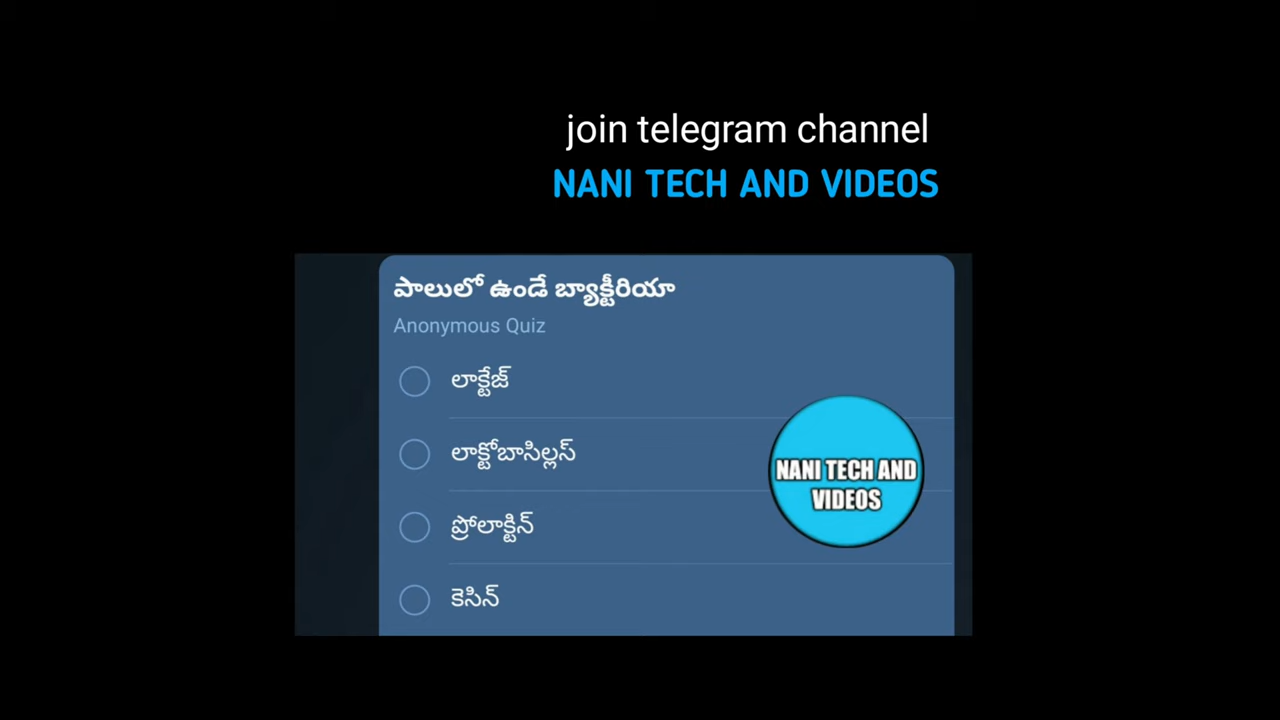 join telegram channel
NANI TECH AND VIDEOS
పాలులో ఉండే బ్యాక్టీరియా
Anonymous Quiz
లాక్టేజ్
లాక్టోబాసిల్లస్
NANI TECH AND
VIDEOS
ప్రోలాక్టిన్
కెసిన్